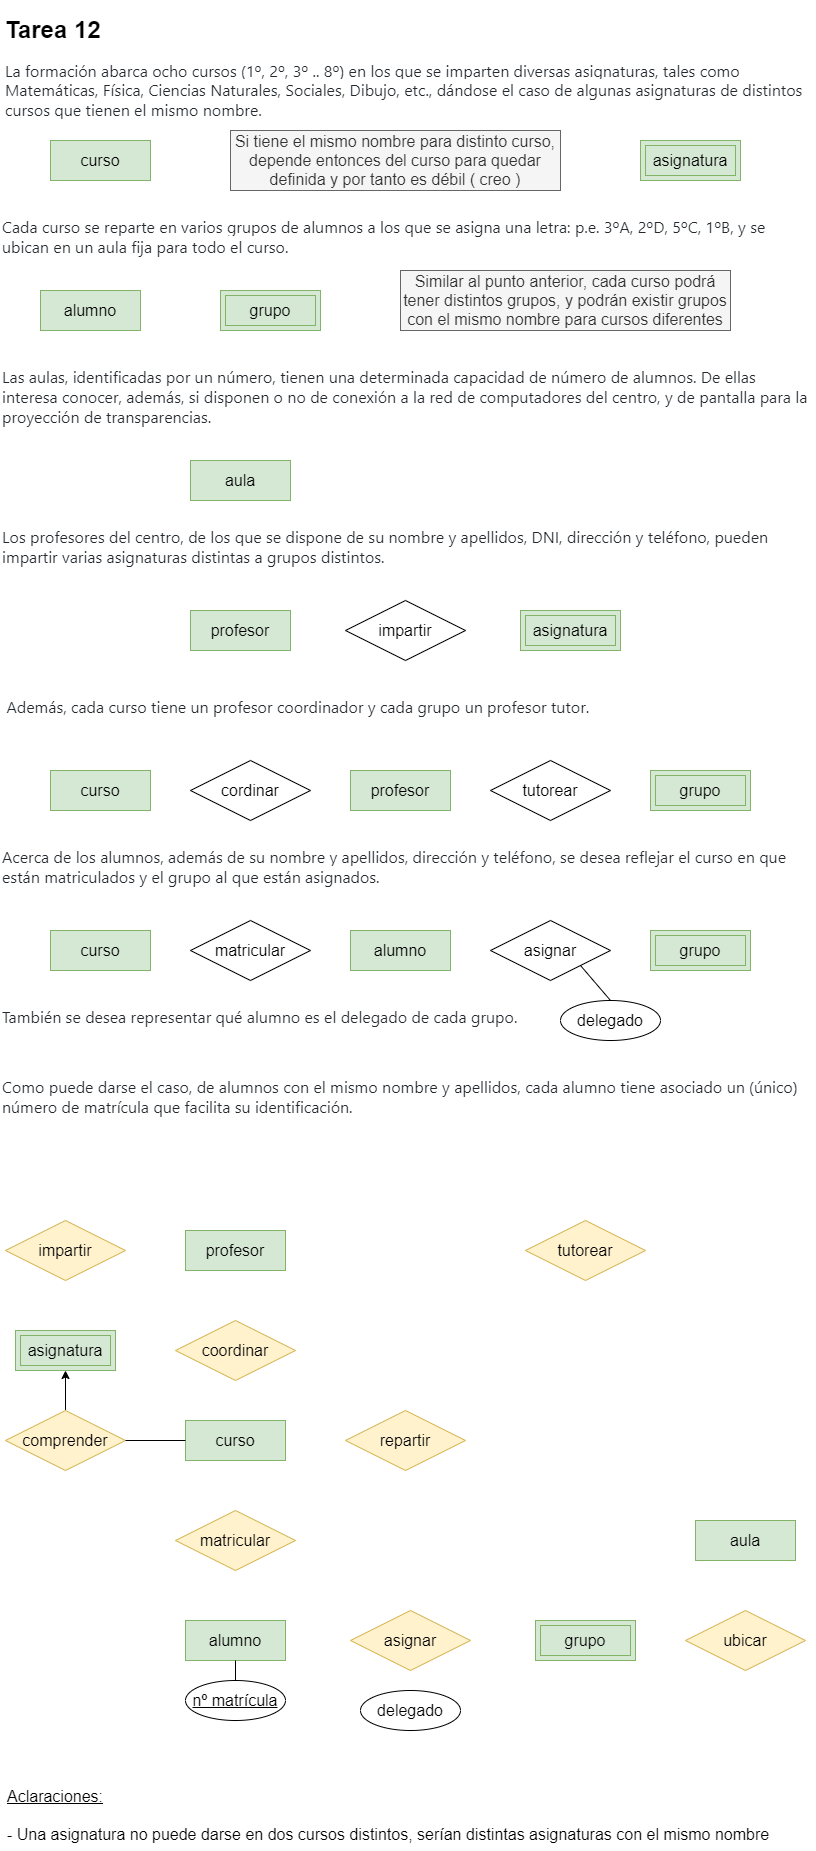 Tarea 12
La formación abarca ocho cursos (1º, 2º, 3º .. 8º) en los que se imparten diversas asignaturas, tales como
Matemáticas, Física, Ciencias Naturales, Sociales, Dibujo, etc., dándose el caso de algunas asignaturas de distintos
cursos que tienen el mismo nombre.
curso
Si tiene el mismo nombre para distinto curso,
depende entonces del curso para quedar
definida y por tanto es débil ( creo )
asignatura
Cada curso se reparte en varios grupos de alumnos a los que se asigna una letra: p.e. 3ºA, 2ºD, 5ºC, 1ºB, y se
ubican en un aula fija para todo el curso.
alumno
grupo
Similar al punto anterior, cada curso podrá
tener distintos grupos, y podrán existir grupos
con el mismo nombre para cursos diferentes
Las aulas, identificadas por un número, tienen una determinada capacidad de número de alumnos. De ellas
interesa conocer, además, si disponen o no de conexión a la red de computadores del centro, y de pantalla para la
proyección de transparencias.
aula
Los profesores del centro, de los que se dispone de su nombre y apellidos, DNI, dirección y teléfono, pueden
impartir varias asignaturas distintas a grupos distintos.
profesor
impartir
asignatura
Además, cada curso tiene un profesor coordinador y cada grupo un profesor tutor.
curso
cordinar
profesor
tutorear
grupo
Acerca de los alumnos, además de su nombre y apellidos, dirección y teléfono, se desea reflejar el curso en que
están matriculados y el grupo al que están asignados.
curso
matricular
alumno
asignar
grupo
También se desea representar qué alumno es el delegado de cada grupo.
delegado
Como puede darse el caso, de alumnos con el mismo nombre y apellidos, cada alumno tiene asociado un (único)
número de matrícula que facilita su identificación.
impartir
profesor
tutorear
asignatura
coordinar
comprender
curso
repartir
matricular
aula
alumno
asignar
grupo
ubicar
nº matrícula
delegado
Aclaraciones:
- Una asignatura no puede darse en dos cursos distintos, serían distintas asignaturas con el mismo nombre